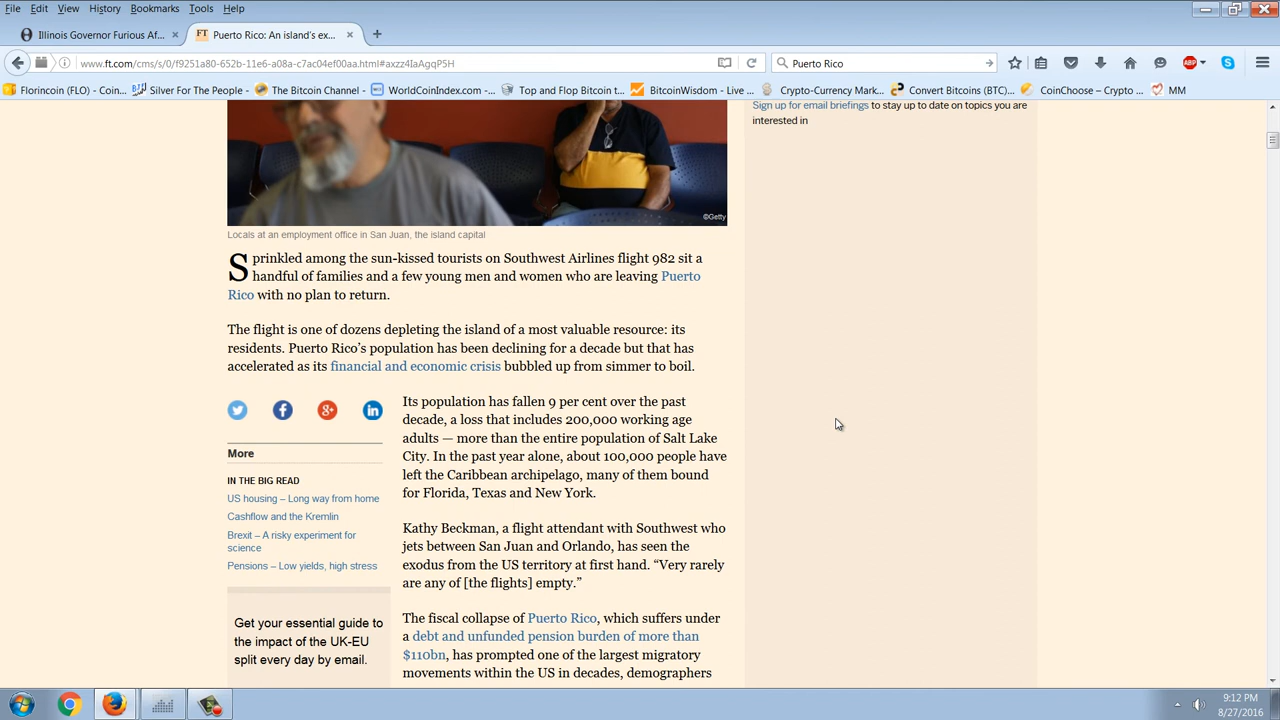 File Edit View History Bookmarks Tools Help
Illinois Governor Furious Af... × FT Puerto Rico: An island's ex... × +
www.ft.com/cms/s/0/f9251a80-652b-11e6-a08a-c7ac04ef00aa.html#axzz4IaAgqP5H
Puerto Rico
ABP
Florincoin (FLO) - Coin... Silver For The People - The Bitcoin Channel WorldCoinIndex.com - Top and Flop Bitcoin t... BitcoinWisdom - Live ... Crypto-Currency Mark... Convert Bitcoins (BTC)... CoinChoose – Crypto ... MM
Sign up for email briefings to stay up to date on topics you are
interested in
©Getty
Locals at an employment office in San Juan, the island capital
Sprinkled among the sun-kissed tourists on Southwest Airlines flight 982 sit a
handful of families and a few young men and women who are leaving Puerto
Rico with no plan to return.
The flight is one of dozens depleting the island of a most valuable resource: its
residents. Puerto Rico’s population has been declining for a decade but that has
accelerated as its financial and economic crisis bubbled up from simmer to boil.
Its population has fallen 9 per cent over the past
decade, a loss that includes 200,000 working age
adults — more than the entire population of Salt Lake
City. In the past year alone, about 100,000 people have
left the Caribbean archipelago, many of them bound
for Florida, Texas and New York.
Kathy Beckman, a flight attendant with Southwest who
jets between San Juan and Orlando, has seen the
exodus from the US territory at first hand. “Very rarely
are any of [the flights] empty.”
The fiscal collapse of Puerto Rico, which suffers under
a debt and unfunded pension burden of more than
$110bn, has prompted one of the largest migratory
movements within the US in decades, demographers
More
IN THE BIG READ
US housing – Long way from home
Cashflow and the Kremlin
Brexit – A risky experiment for
science
Pensions – Low yields, high stress
Get your essential guide to
the impact of the UK-EU
split every day by email.
9:12 PM
8/27/2016